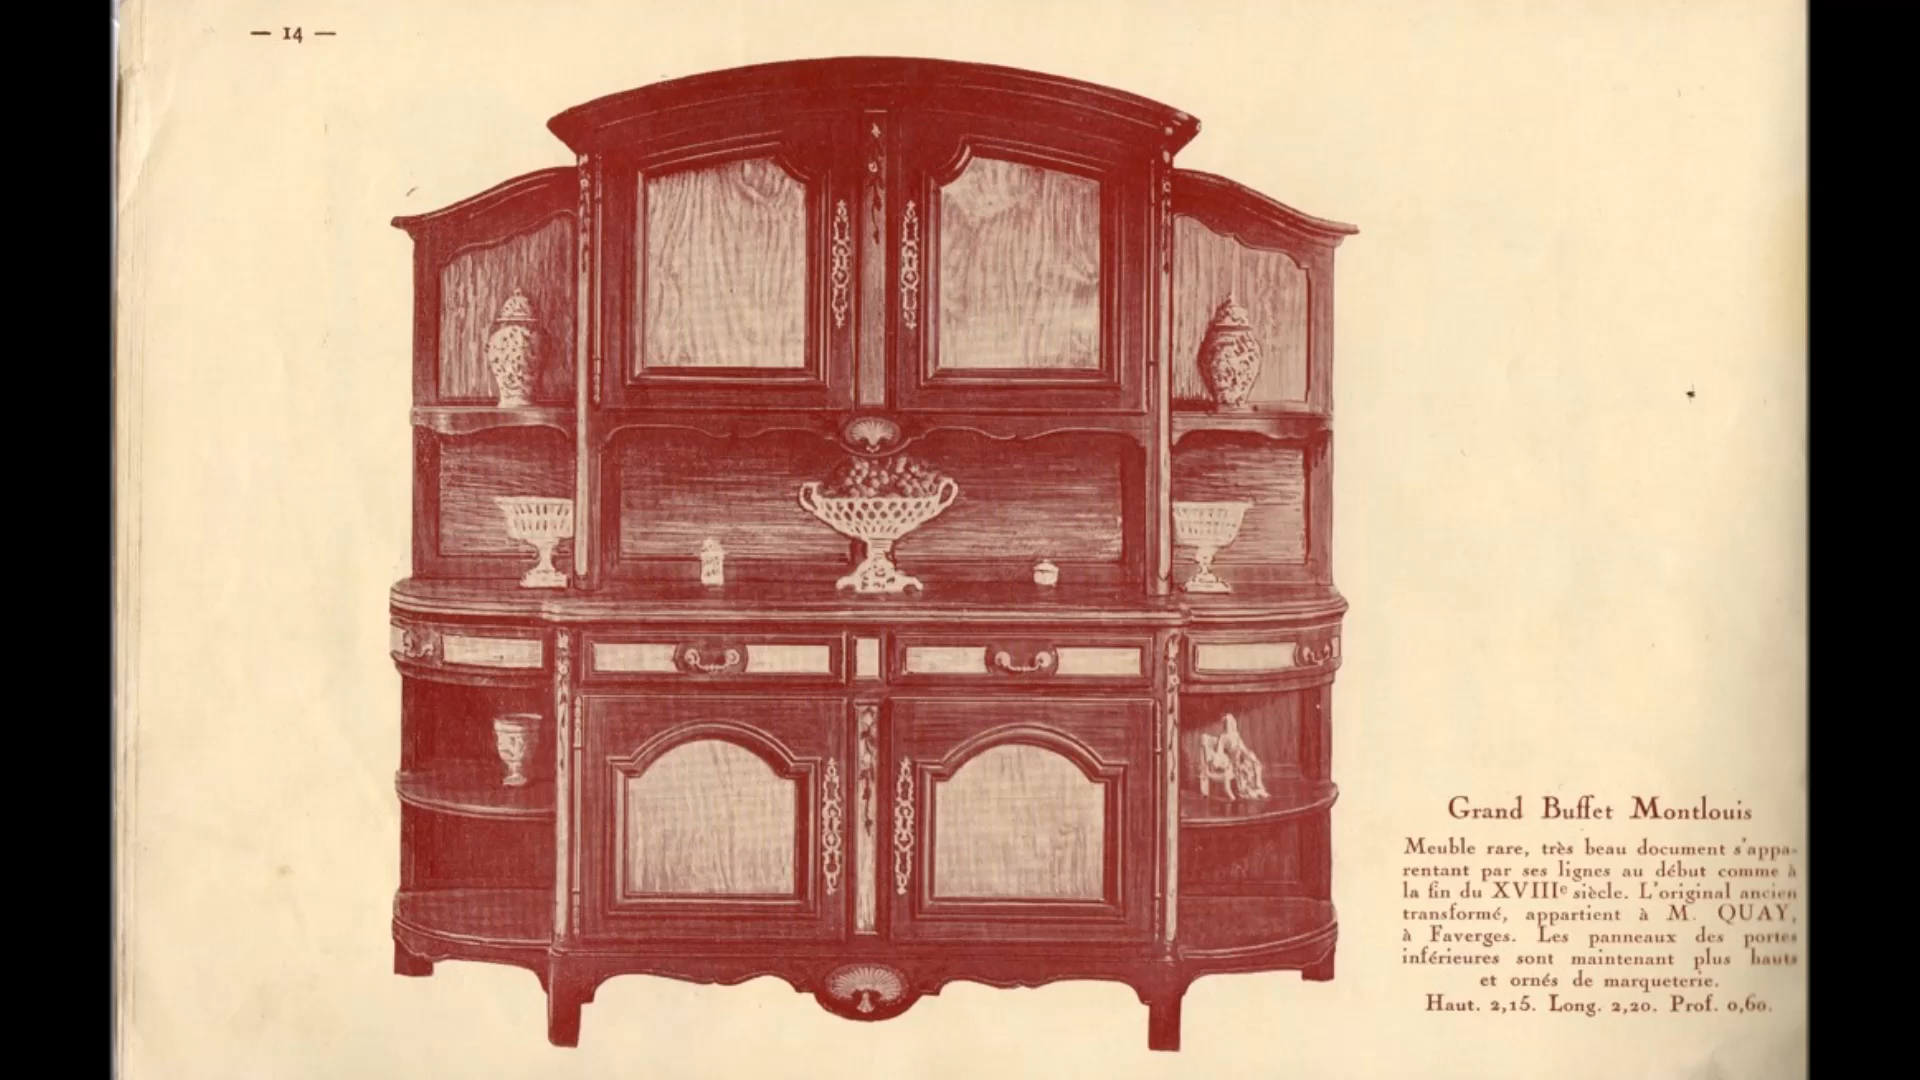 — 14 —
Grand Buffet Montlouis
Meuble rare, très beau document s'appa-
rentant par ses lignes au début comme à
la fin du XVIIIe siècle. L'original ancien
transformé, appartient à M. QUAY,
à Faverges. Les panneaux des portes
inférieures sont maintenant plus hauts
et ornés de marqueterie.
Haut. 2,15. Long. 2,20. Prof. 0,60.